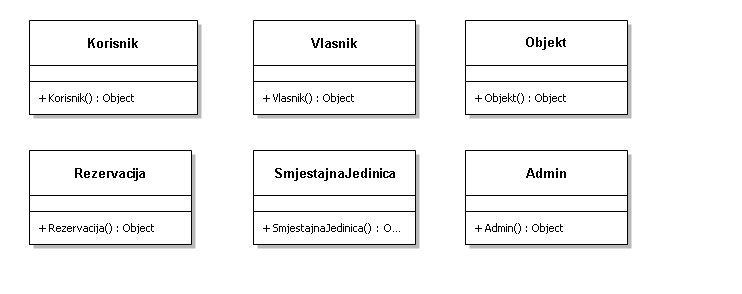 Korisnik
+Korisnik() : Object
Vlasnik
+Vlasnik() : Object
Objekt
+Objekt() : Object
Rezervacija
+Rezervacija() : Object
SmjestajnaJedinica
+SmjestajnaJedinica() : O...
Admin
+Admin() : Object